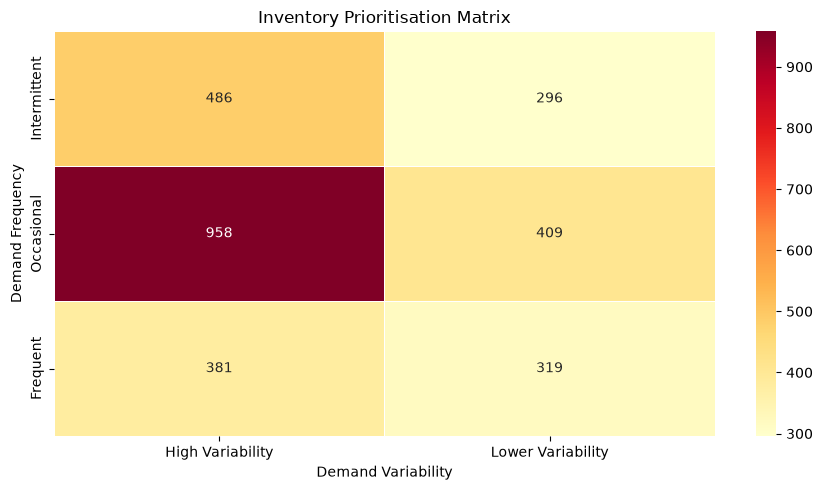 Inventory Prioritisation Matrix
Demand Frequency
Intermittent
Occasional
Frequent
486
296
958
409
381
319
High Variability
Lower Variability
Demand Variability
900
800
700
600
500
400
300